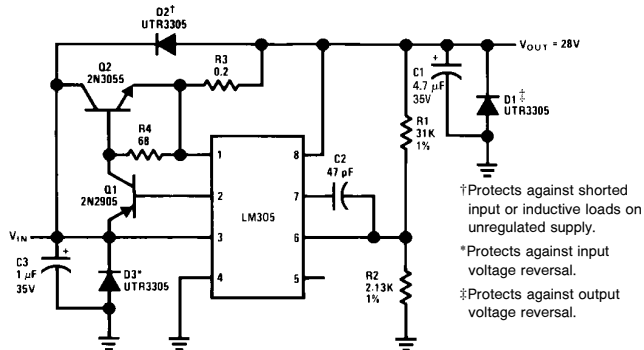 D2†
UTR3305
Q2
2N3055
R3
0.2
VOUT = 28V
C1
4.7 μF
35V
+
D1‡
UTR3305
R4
68
R1
31K
1%
1
8
C2
47 pF
Q1
2N2905
2
7
LM305
VIN
3
6
C3
1 μF
35V
+
D3*
UTR3305
4
5
R2
2.13K
1%
†Protects against shorted
input or inductive loads on
unregulated supply.
*Protects against input
voltage reversal.
‡Protects against output
voltage reversal.